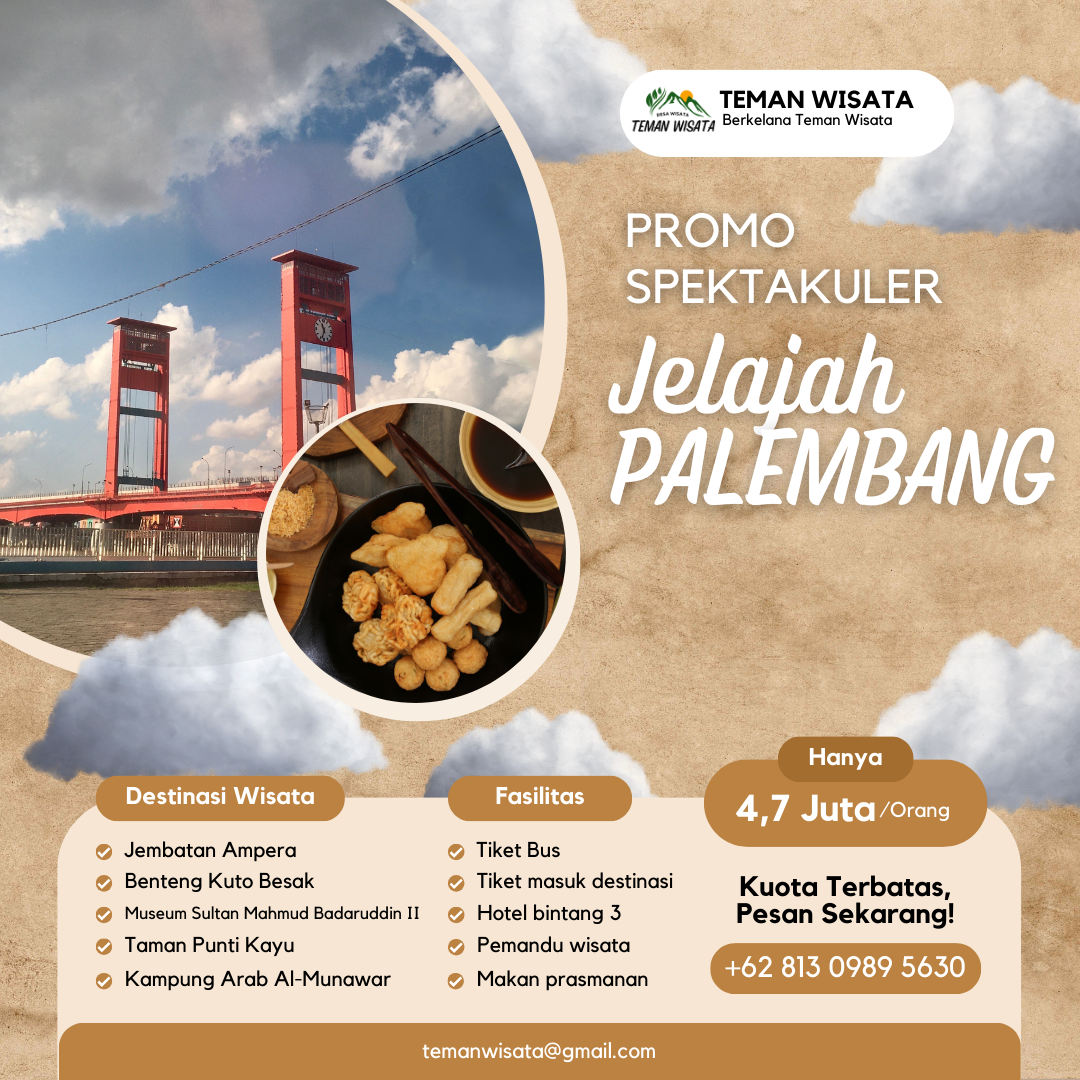 DESA WISATA
TEMAN WISATA
TEMAN WISATA
Berkelana Teman Wisata
PROMO
SPEKTAKULER
Jelajah
PALEMBANG
Destinasi Wisata
Jembatan Ampera
Benteng Kuto Besak
Museum Sultan Mahmud Badaruddin II
Taman Punti Kayu
Kampung Arab Al-Munawar
Fasilitas
Tiket Bus
Tiket masuk destinasi
Hotel bintang 3
Pemandu wisata
Makan prasmanan
Hanya
4,7 Juta/Orang
Kuota Terbatas,
Pesan Sekarang!
+62 813 0989 5630
temanwisata@gmail.com